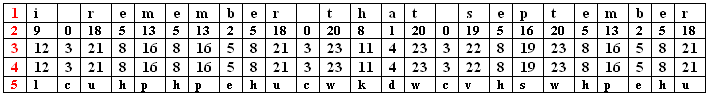 1 i r e m e m b e r t h a t s e p t e m b e r
2 9 0 18 5 13 5 13 2 5 18 0 20 8 1 20 0 19 5 16 20 5 13 2 5 18
3 12 3 21 8 16 8 16 5 8 21 3 23 11 4 23 3 22 8 19 23 8 16 5 8 21
4 12 3 21 8 16 8 16 5 8 21 3 23 11 4 23 3 22 8 19 23 8 16 5 8 21
5 l c u h p h p e h u c w k d w c v h s w h p e h u